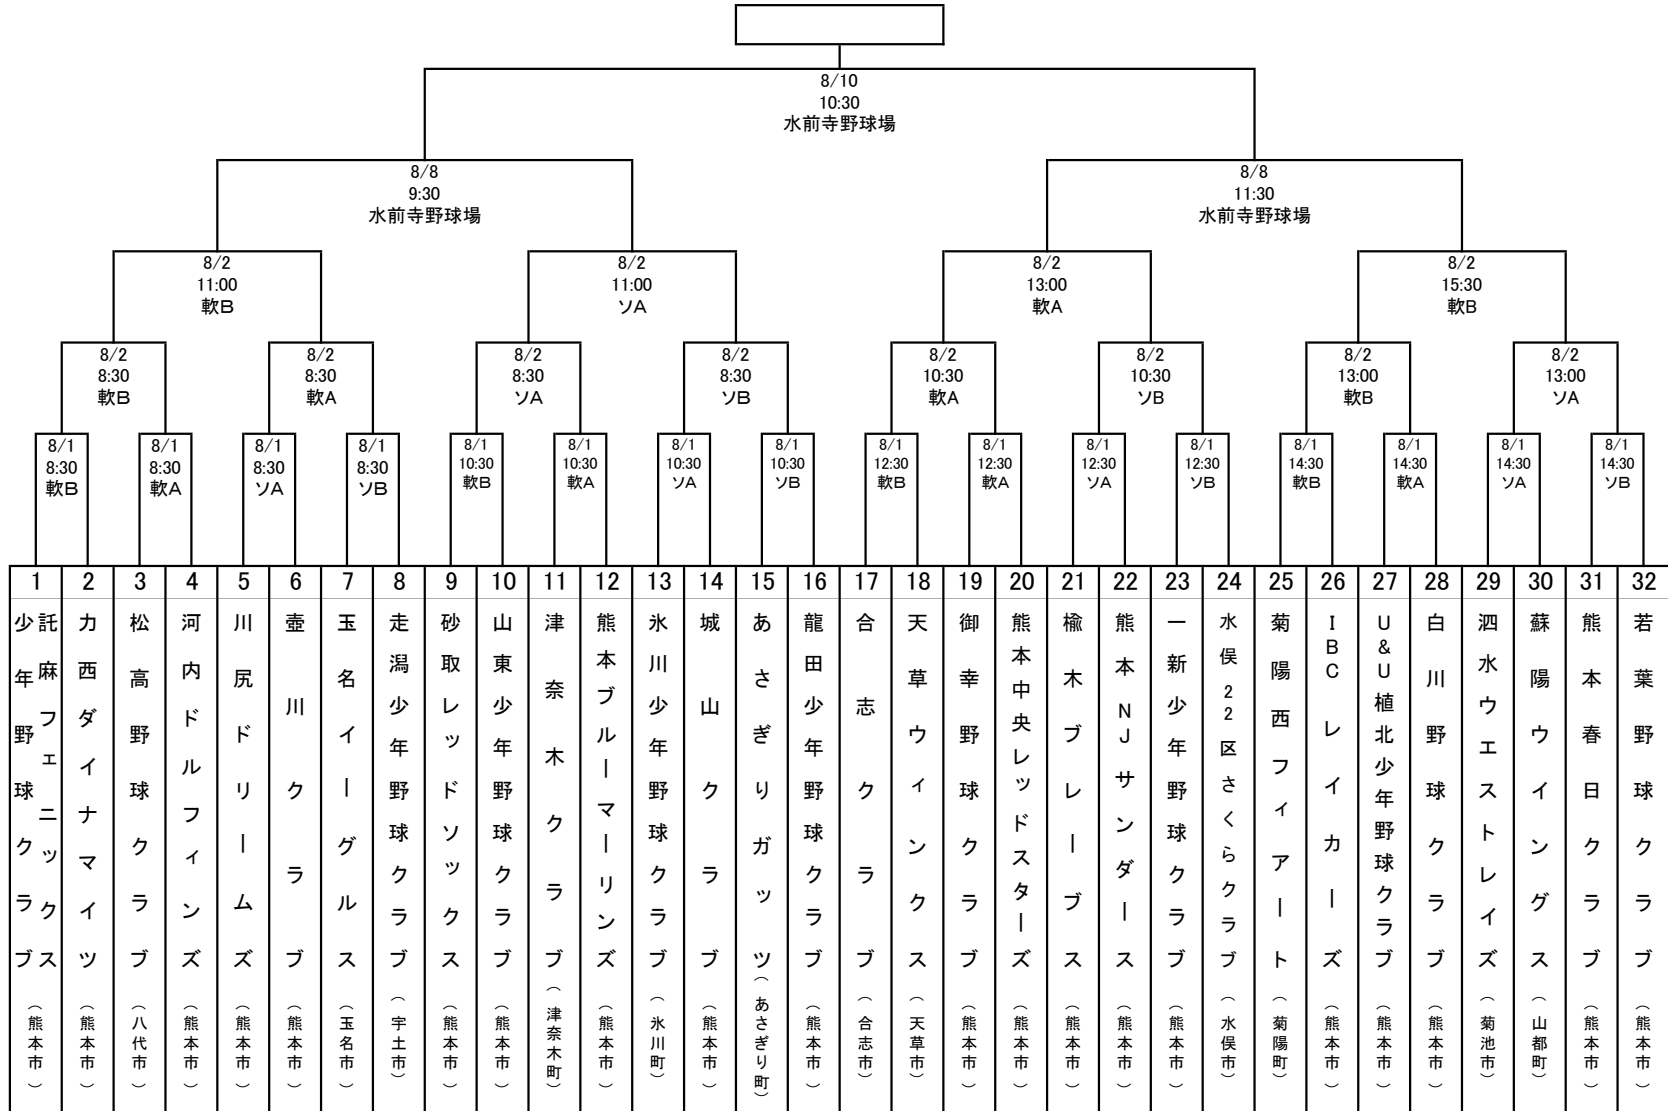 8/10
10:30
水前寺野球場
8/8
9:30
水前寺野球場
8/8
11:30
水前寺野球場
8/2
11:00
軟B
8/2
11:00
ソA
8/2
13:00
軟A
8/2
15:30
軟B
8/2
8:30
軟B
8/2
8:30
軟A
8/2
8:30
ソA
8/2
8:30
ソB
8/2
10:30
軟A
8/2
10:30
ソB
8/2
13:00
軟B
8/2
13:00
ソA
8/1
8:30
軟B
8/1
8:30
軟A
8/1
8:30
ソA
8/1
8:30
ソB
8/1
10:30
軟B
8/1
10:30
軟A
8/1
10:30
ソA
8/1
10:30
ソB
8/1
12:30
軟B
8/1
12:30
軟A
8/1
12:30
ソA
8/1
12:30
ソB
8/1
14:30
軟B
8/1
14:30
軟A
8/1
14:30
ソA
8/1
14:30
ソB
1
託麻フェニックス
少年野球クラブ
（熊本市）
2
力西ダイナマイツ
（熊本市）
3
松高野球クラブ
（八代市）
4
河内ドルフィンズ
（熊本市）
5
川尻ドリームズ
（熊本市）
6
壺川クラブ
（熊本市）
7
玉名イーグルス
（玉名市）
8
走潟少年野球クラブ
（宇土市）
9
砂取レッドソックス
（熊本市）
10
山東少年野球クラブ
（熊本市）
11
津奈木クラブ
（津奈木町）
12
熊本ブルーマーリンズ
（熊本市）
13
氷川少年野球クラブ
（氷川町）
14
城山クラブ
（熊本市）
15
あさぎりガッツ
（あさぎり町）
16
龍田少年野球クラブ
（熊本市）
17
合志クラブ
（合志市）
18
天草ウィンクス
（天草市）
19
御幸野球クラブ
（熊本市）
20
熊本中央レッドスターズ
（熊本市）
21
楡木ブレーブス
（熊本市）
22
熊本NJサンダース
（熊本市）
23
一新少年野球クラブ
（熊本市）
24
水俣22区さくらクラブ
（水俣市）
25
菊陽西フィアート
（菊陽町）
26
IBCレイカーズ
（熊本市）
27
U&U植北少年野球クラブ
（熊本市）
28
白川野球クラブ
（熊本市）
29
泗水ウエストレイズ
（菊池市）
30
蘇陽ウイングス
（山都町）
31
熊本春日クラブ
（熊本市）
32
若葉野球クラブ
（熊本市）